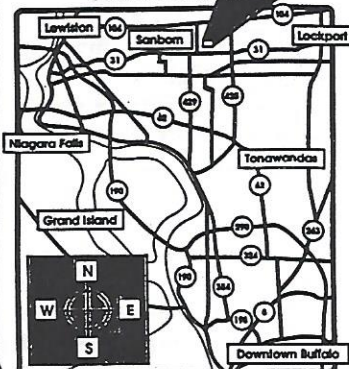 Lewiston
104
Sanborn
104
Lockport
31
31
429
425
62
Niagara Falls
Tonawandas
190
62
Grand Island
290
263
324
190
384
N
W
E
S
198
Downtown Buffalo